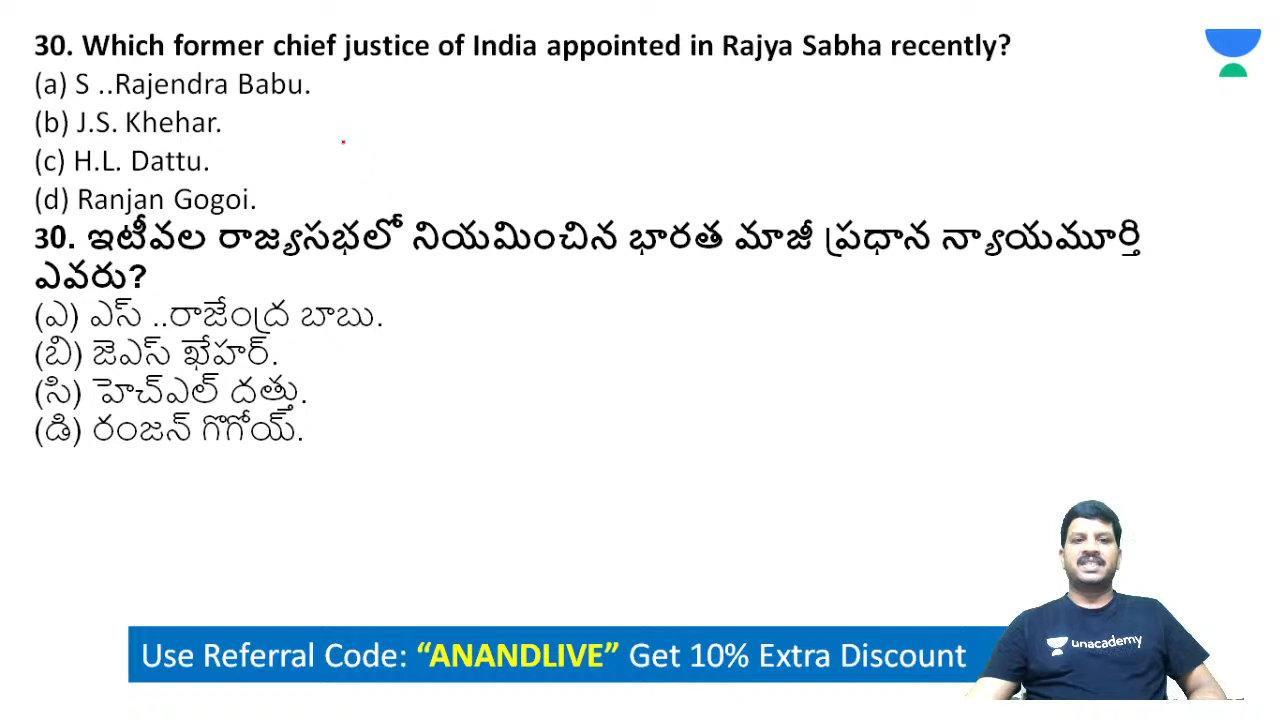 30. Which former chief justice of India appointed in Rajya Sabha recently?
(a) S ..Rajendra Babu.
(b) J.S. Khehar.
(c) H.L. Dattu.
(d) Ranjan Gogoi.
30. ఇటీవల రాజ్యసభలో నియమించిన భారత మాజీ ప్రధాన న్యాయమూర్తి
ఎవరు?
(ఎ) ఎస్ ..రాజేంద్ర బాబు.
(బి) జెఎస్ ఖేహర్.
(సి) హెచ్ఎల్ దత్తు.
(డి) రంజన్ గొగోయ్.
unacademy
Use Referral Code: “ANANDLIVE” Get 10% Extra Discount